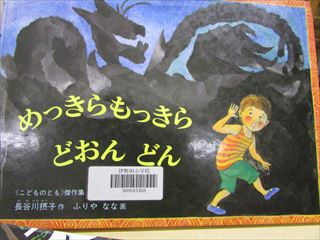 めっきらもっきら
どおん どん
〈こどものとも〉傑作集
長谷川摂子作 ふりや なな画